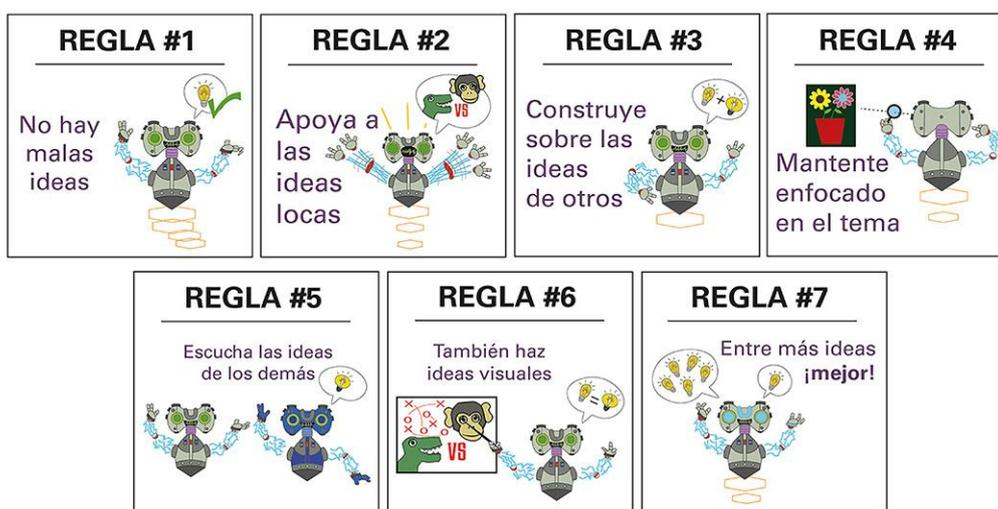 REGLA #1
No hay
malas
ideas
REGLA #2
Apoya a
las
ideas
locas
VS
REGLA #3
Construye
sobre las
ideas
de otros
REGLA #4
Mantente
enfocado
en el tema
REGLA #5
Escucha las ideas
de los demás
REGLA #6
También haz
ideas visuales
VS
REGLA #7
Entre más ideas
¡mejor!